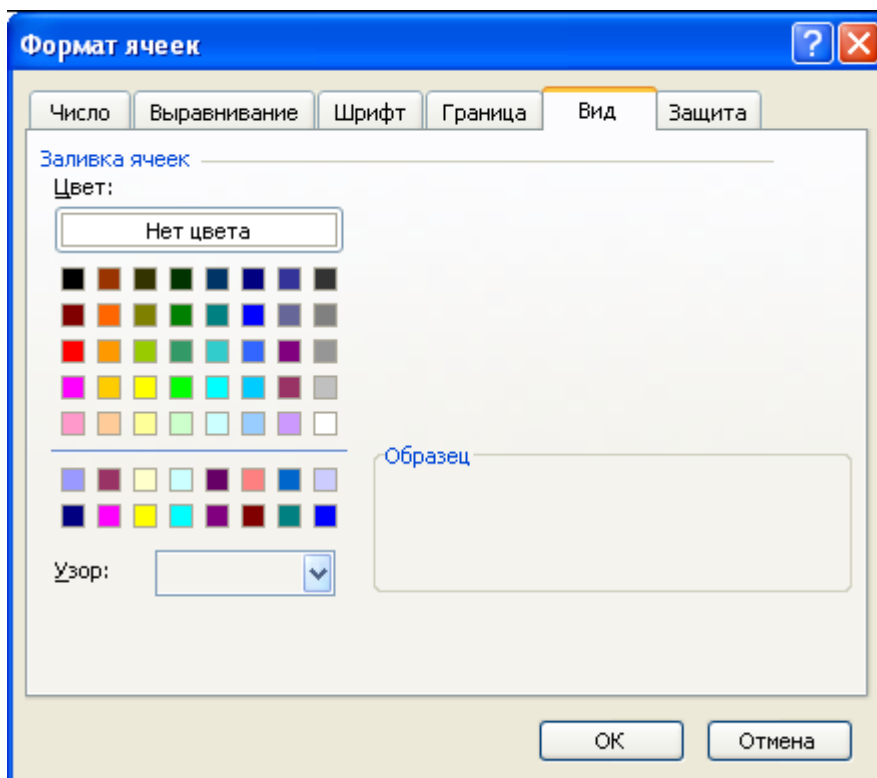 Формат ячеек
Число Выравнивание Шрифт Граница Вид Защита
Заливка ячеек
Цвет:
Нет цвета
Образец
Узор:
ОК Отмена